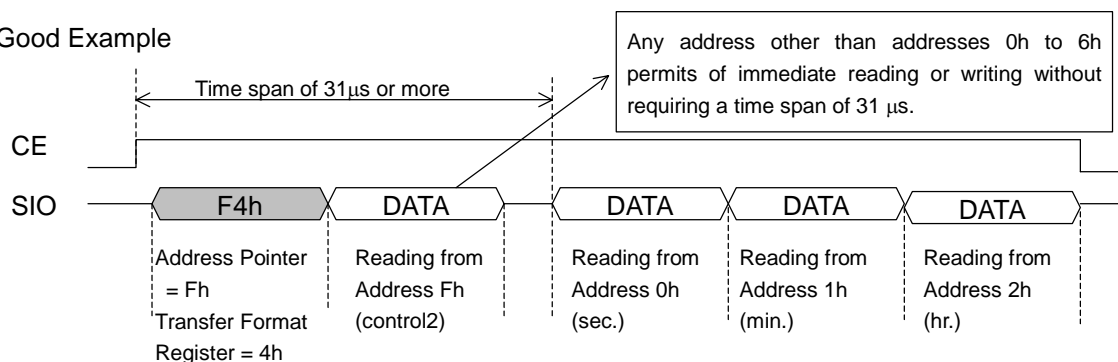 Good Example
Any address other than addresses 0h to 6h
permits of immediate reading or writing without
requiring a time span of 31 μs.
Time span of 31μs or more
CE
SIO
F4h
DATA
DATA
DATA
DATA
Address Pointer
= Fh
Transfer Format
Register = 4h
Reading from
Address Fh
(control2)
Reading from
Address 0h
(sec.)
Reading from
Address 1h
(min.)
Reading from
Address 2h
(hr.)